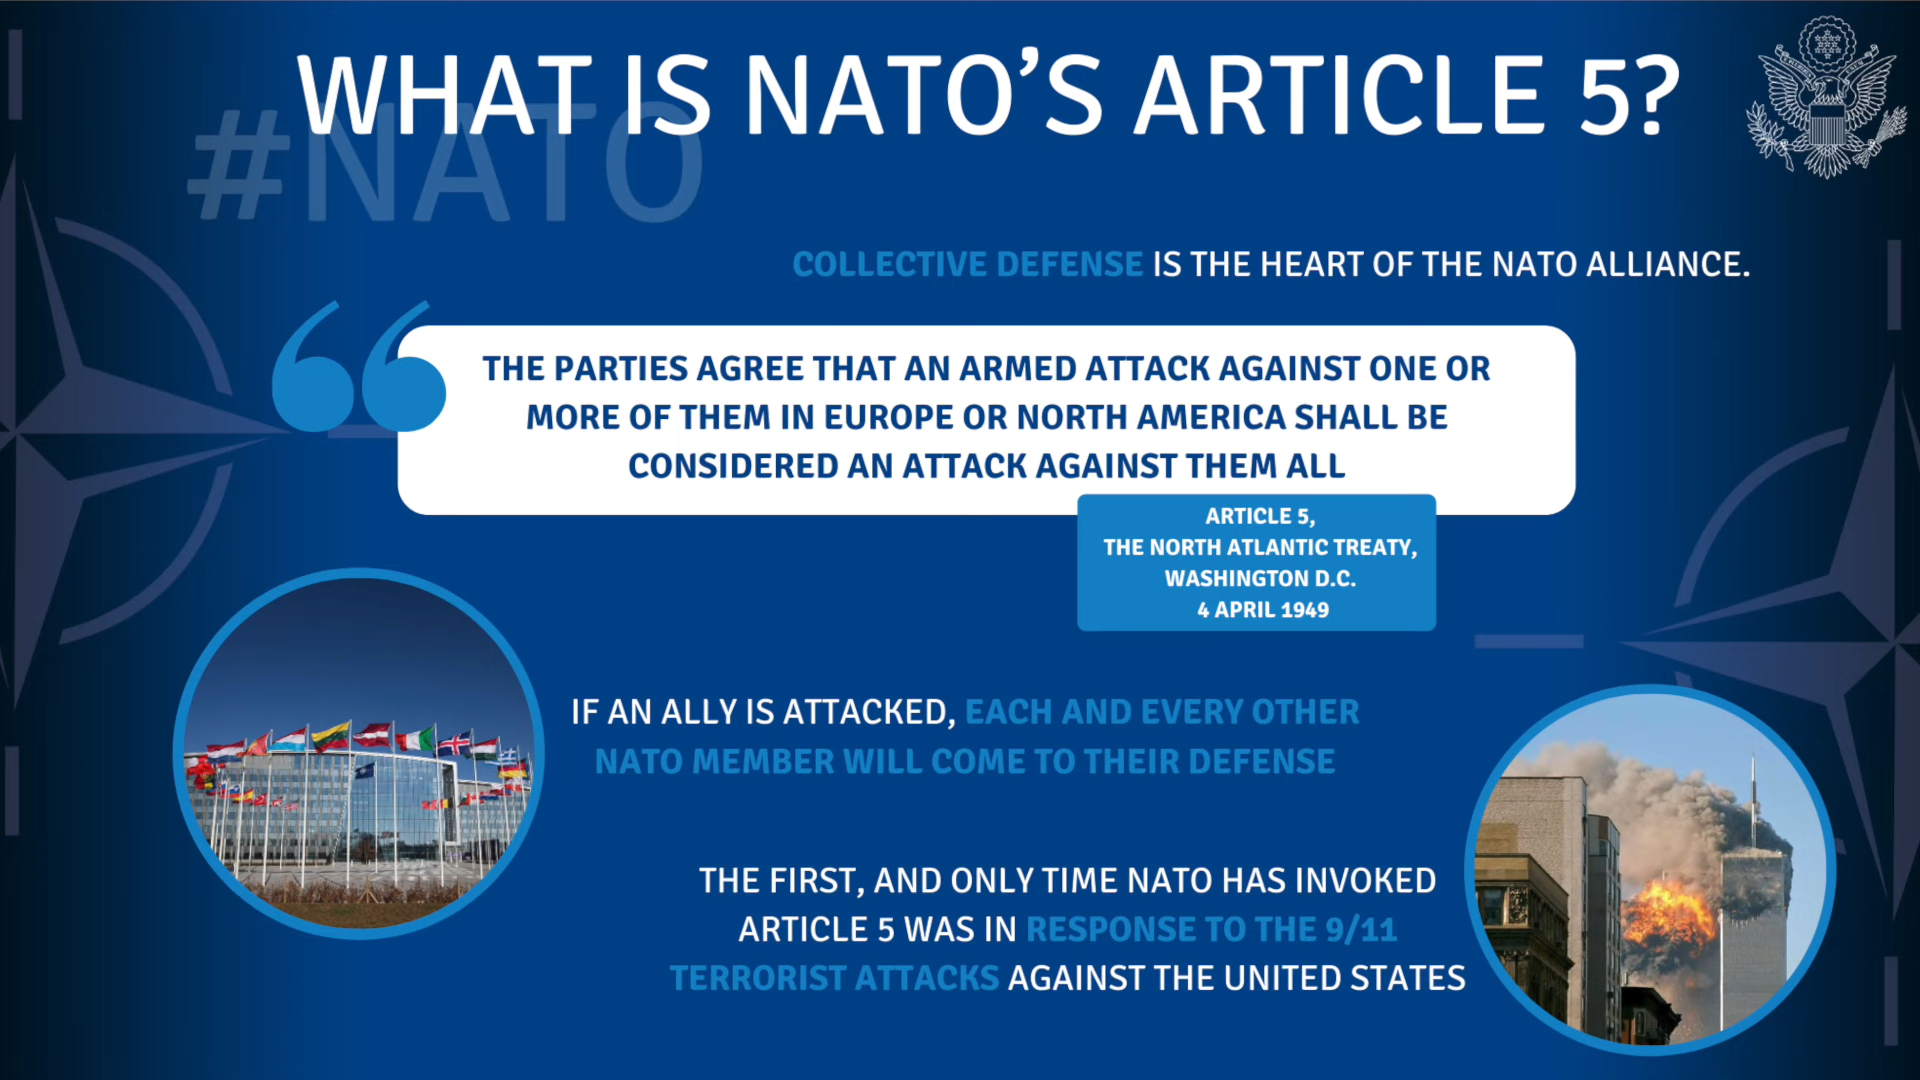 WHAT IS NATO’S ARTICLE 5?
#NATO
COLLECTIVE DEFENSE IS THE HEART OF THE NATO ALLIANCE.
THE PARTIES AGREE THAT AN ARMED ATTACK AGAINST ONE OR
MORE OF THEM IN EUROPE OR NORTH AMERICA SHALL BE
CONSIDERED AN ATTACK AGAINST THEM ALL
ARTICLE 5,
THE NORTH ATLANTIC TREATY,
WASHINGTON D.C.
4 APRIL 1949
IF AN ALLY IS ATTACKED, EACH AND EVERY OTHER
NATO MEMBER WILL COME TO THEIR DEFENSE
THE FIRST, AND ONLY TIME NATO HAS INVOKED
ARTICLE 5 WAS IN RESPONSE TO THE 9/11
TERRORIST ATTACKS AGAINST THE UNITED STATES